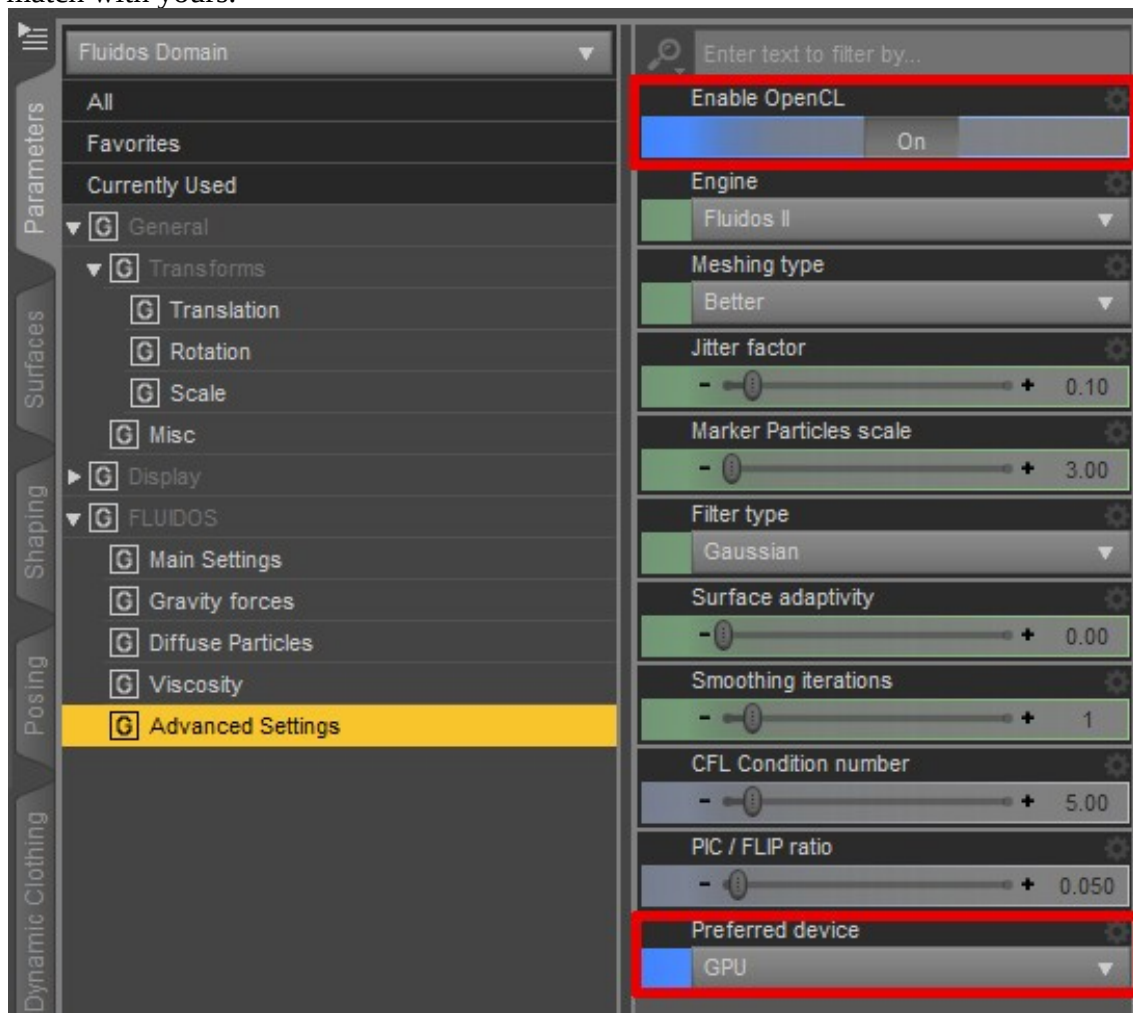 match with yours.
Fluidos Domain
All
Favorites
Currently Used
G General
G Transforms
G Translation
G Rotation
G Scale
G Misc
G Display
G FLUIDOS
G Main Settings
G Gravity forces
G Diffuse Particles
G Viscosity
G Advanced Settings
Parameters
Surfaces
Shaping
Posing
Dynamic Clothing
Enter text to filter by...
Enable OpenCL
On
Engine
Fluidos II
Meshing type
Better
Jitter factor
- + 0.10
Marker Particles scale
- + 3.00
Filter type
Gaussian
Surface adaptivity
- + 0.00
Smoothing iterations
- + 1
CFL Condition number
- + 5.00
PIC / FLIP ratio
- + 0.050
Preferred device
GPU